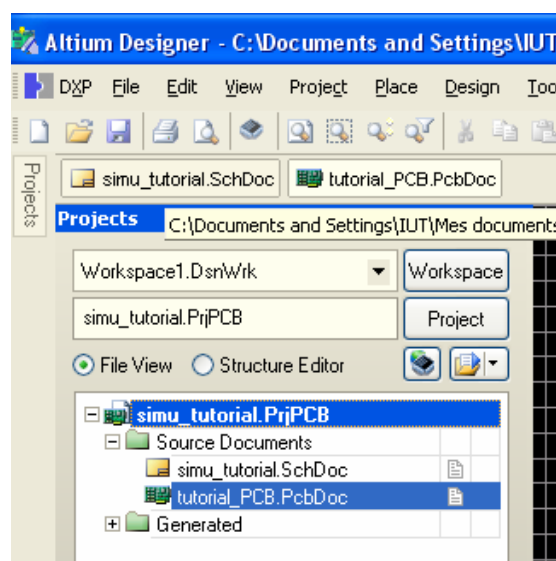 Altium Designer - C:\Documents and Settings\IUT
DXP File Edit View Project Place Design Too
Projects
simu_tutorial.SchDoc tutorial_PCB.PcbDoc
Projects C:\Documents and Settings\IUT\Mes documents
Workspace1.DsnWrk Workspace
simu_tutorial.PrjPCB Project
File View Structure Editor
simu_tutorial.PrjPCB
Source Documents
simu_tutorial.SchDoc
tutorial_PCB.PcbDoc
Generated